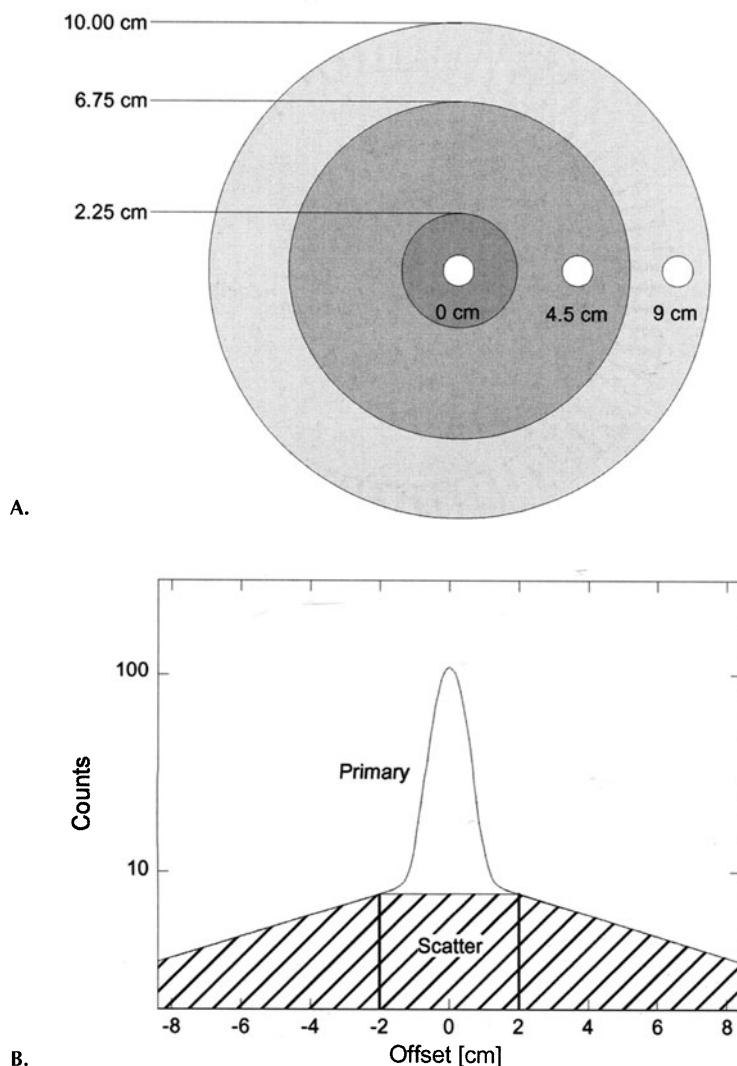 10.00 cm
6.75 cm
2.25 cm
0 cm 4.5 cm 9 cm
A.
100
Primary
Counts
10
Scatter
-8 -6 -4 -2 0 2 4 6 8
Offset [cm]
B.